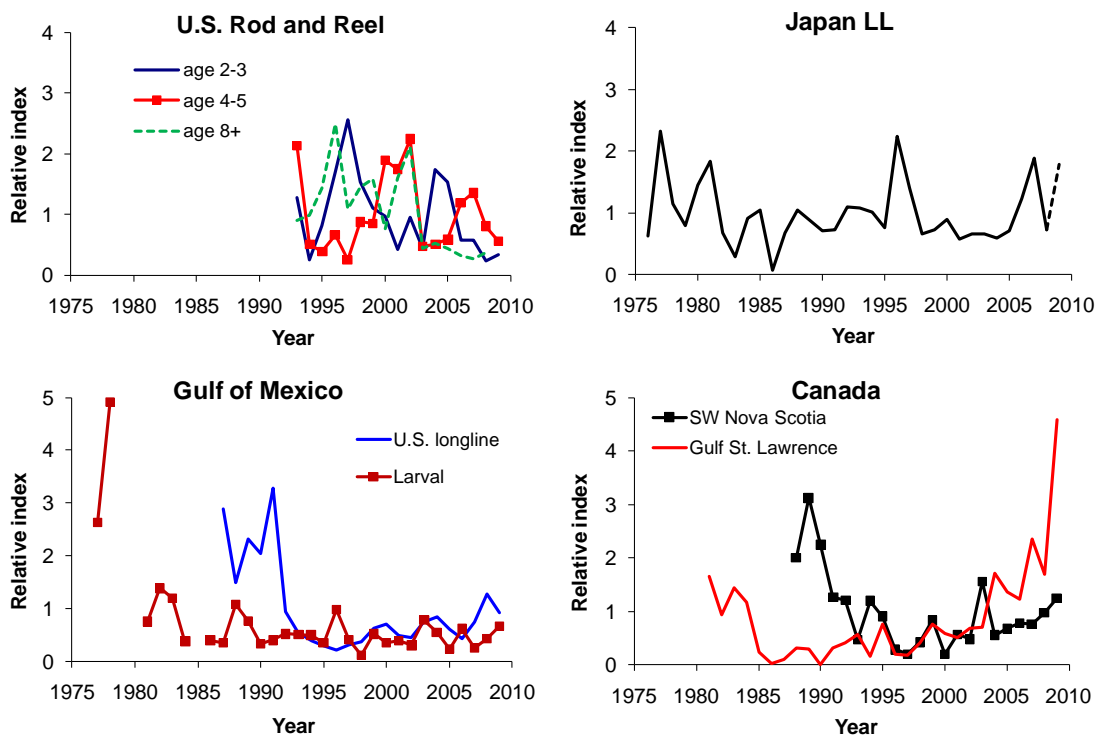 U.S. Rod and Reel
4
3
2
1
0
Relative index
age 2-3
age 4-5
age 8+
1975 1980 1985 1990 1995 2000 2005 2010
Year
Japan LL
4
3
2
1
0
Relative index
1975 1980 1985 1990 1995 2000 2005 2010
Year
Gulf of Mexico
5
4
3
2
1
0
Relative index
U.S. longline
Larval
1975 1980 1985 1990 1995 2000 2005 2010
Year
Canada
5
4
3
2
1
0
Relative index
SW Nova Scotia
Gulf St. Lawrence
1975 1980 1985 1990 1995 2000 2005 2010
Year